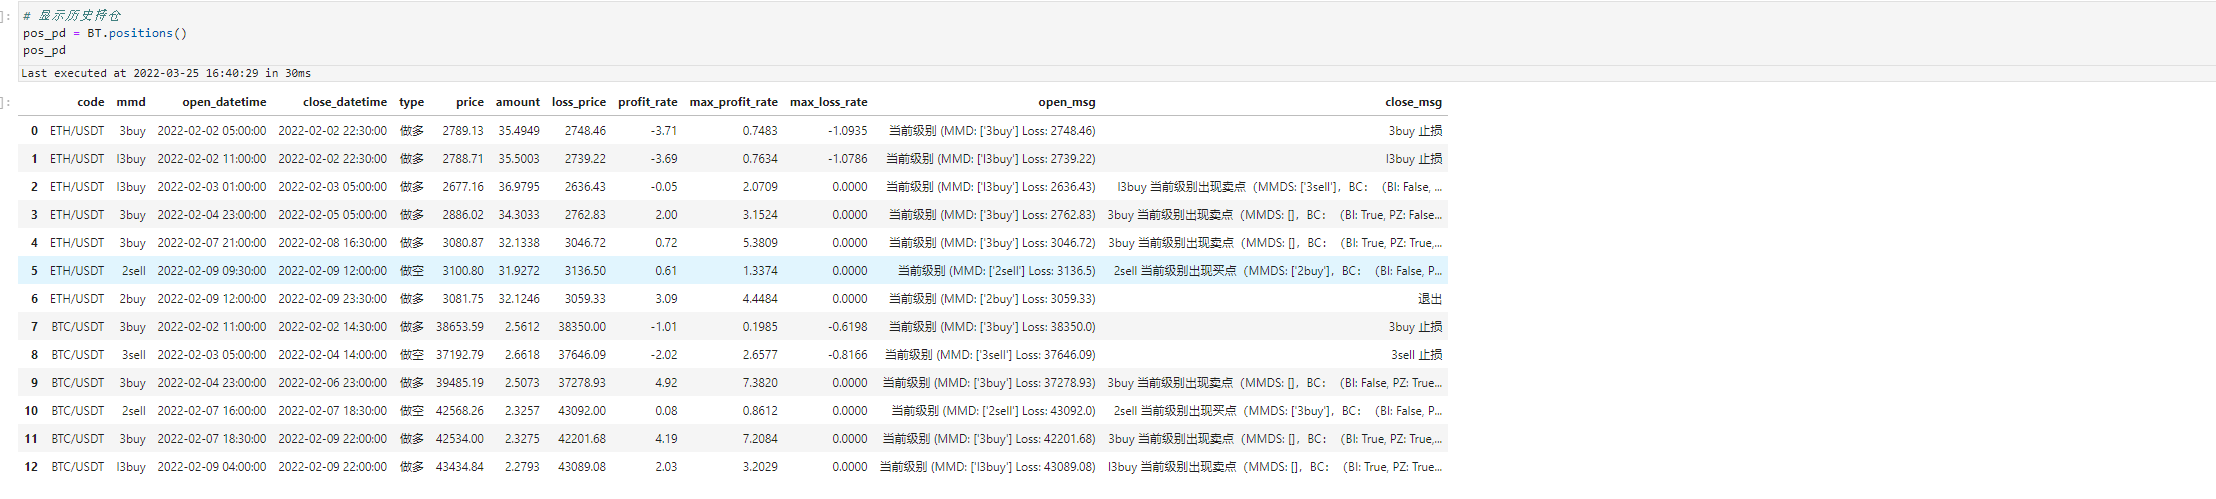 ]:
# 显示历史持仓
pos_pd = BT.positions()
pos_pd
Last executed at 2022-03-25 16:40:29 in 30ms
]:
code mmd open_datetime close_datetime type price amount loss_price profit_rate max_profit_rate max_loss_rate open_msg close_msg
0 ETH/USDT 3buy 2022-02-02 05:00:00 2022-02-02 22:30:00 做多 2789.13 35.4949 2748.46 -3.71 0.7483 -1.0935 当前级别 (MMD: ['3buy'] Loss: 2748.46) 3buy 止损
1 ETH/USDT l3buy 2022-02-02 11:00:00 2022-02-02 22:30:00 做多 2788.71 35.5003 2739.22 -3.69 0.7634 -1.0786 当前级别 (MMD: ['l3buy'] Loss: 2739.22) l3buy 止损
2 ETH/USDT l3buy 2022-02-03 01:00:00 2022-02-03 05:00:00 做多 2677.16 36.9795 2636.43 -0.05 2.0709 0.0000 当前级别 (MMD: ['l3buy'] Loss: 2636.43) l3buy 当前级别出现卖点（MMDS: ['3sell']，BC：（BI: False, ...
3 ETH/USDT 3buy 2022-02-04 23:00:00 2022-02-05 05:00:00 做多 2886.02 34.3033 2762.83 2.00 3.1524 0.0000 当前级别 (MMD: ['3buy'] Loss: 2762.83) 3buy 当前级别出现卖点（MMDS: []，BC：（BI: True, PZ: False...
4 ETH/USDT 3buy 2022-02-07 21:00:00 2022-02-08 16:30:00 做多 3080.87 32.1338 3046.72 0.72 5.3809 0.0000 当前级别 (MMD: ['3buy'] Loss: 3046.72) 3buy 当前级别出现卖点（MMDS: []，BC：（BI: True, PZ: True,...
5 ETH/USDT 2sell 2022-02-09 09:30:00 2022-02-09 12:00:00 做空 3100.80 31.9272 3136.50 0.61 1.3374 0.0000 当前级别 (MMD: ['2sell'] Loss: 3136.5) 2sell 当前级别出现买点（MMDS: ['2buy']，BC：（BI: False, P...
6 ETH/USDT 2buy 2022-02-09 12:00:00 2022-02-09 23:30:00 做多 3081.75 32.1246 3059.33 3.09 4.4484 0.0000 当前级别 (MMD: ['2buy'] Loss: 3059.33) 退出
7 BTC/USDT 3buy 2022-02-02 11:00:00 2022-02-02 14:30:00 做多 38653.59 2.5612 38350.00 -1.01 0.1985 -0.6198 当前级别 (MMD: ['3buy'] Loss: 38350.0) 3buy 止损
8 BTC/USDT 3sell 2022-02-03 05:00:00 2022-02-04 14:00:00 做空 37192.79 2.6618 37646.09 -2.02 2.6577 -0.8166 当前级别 (MMD: ['3sell'] Loss: 37646.09) 3sell 止损
9 BTC/USDT 3buy 2022-02-04 23:00:00 2022-02-06 23:00:00 做多 39485.19 2.5073 37278.93 4.92 7.3820 0.0000 当前级别 (MMD: ['3buy'] Loss: 37278.93) 3buy 当前级别出现卖点（MMDS: []，BC：（BI: False, PZ: True...
10 BTC/USDT 2sell 2022-02-07 16:00:00 2022-02-07 18:30:00 做空 42568.26 2.3257 43092.00 0.08 0.8612 0.0000 当前级别 (MMD: ['2sell'] Loss: 43092.0) 2sell 当前级别出现买点（MMDS: ['3buy']，BC：（BI: False, P...
11 BTC/USDT 3buy 2022-02-07 18:30:00 2022-02-09 22:00:00 做多 42534.00 2.3275 42201.68 4.19 7.2084 0.0000 当前级别 (MMD: ['3buy'] Loss: 42201.68) 3buy 当前级别出现卖点（MMDS: []，BC：（BI: True, PZ: True,...
12 BTC/USDT l3buy 2022-02-09 04:00:00 2022-02-09 22:00:00 做多 43434.84 2.2793 43089.08 2.03 3.2029 0.0000 当前级别 (MMD: ['l3buy'] Loss: 43089.08) l3buy 当前级别出现卖点（MMDS: []，BC：（BI: True, PZ: True...